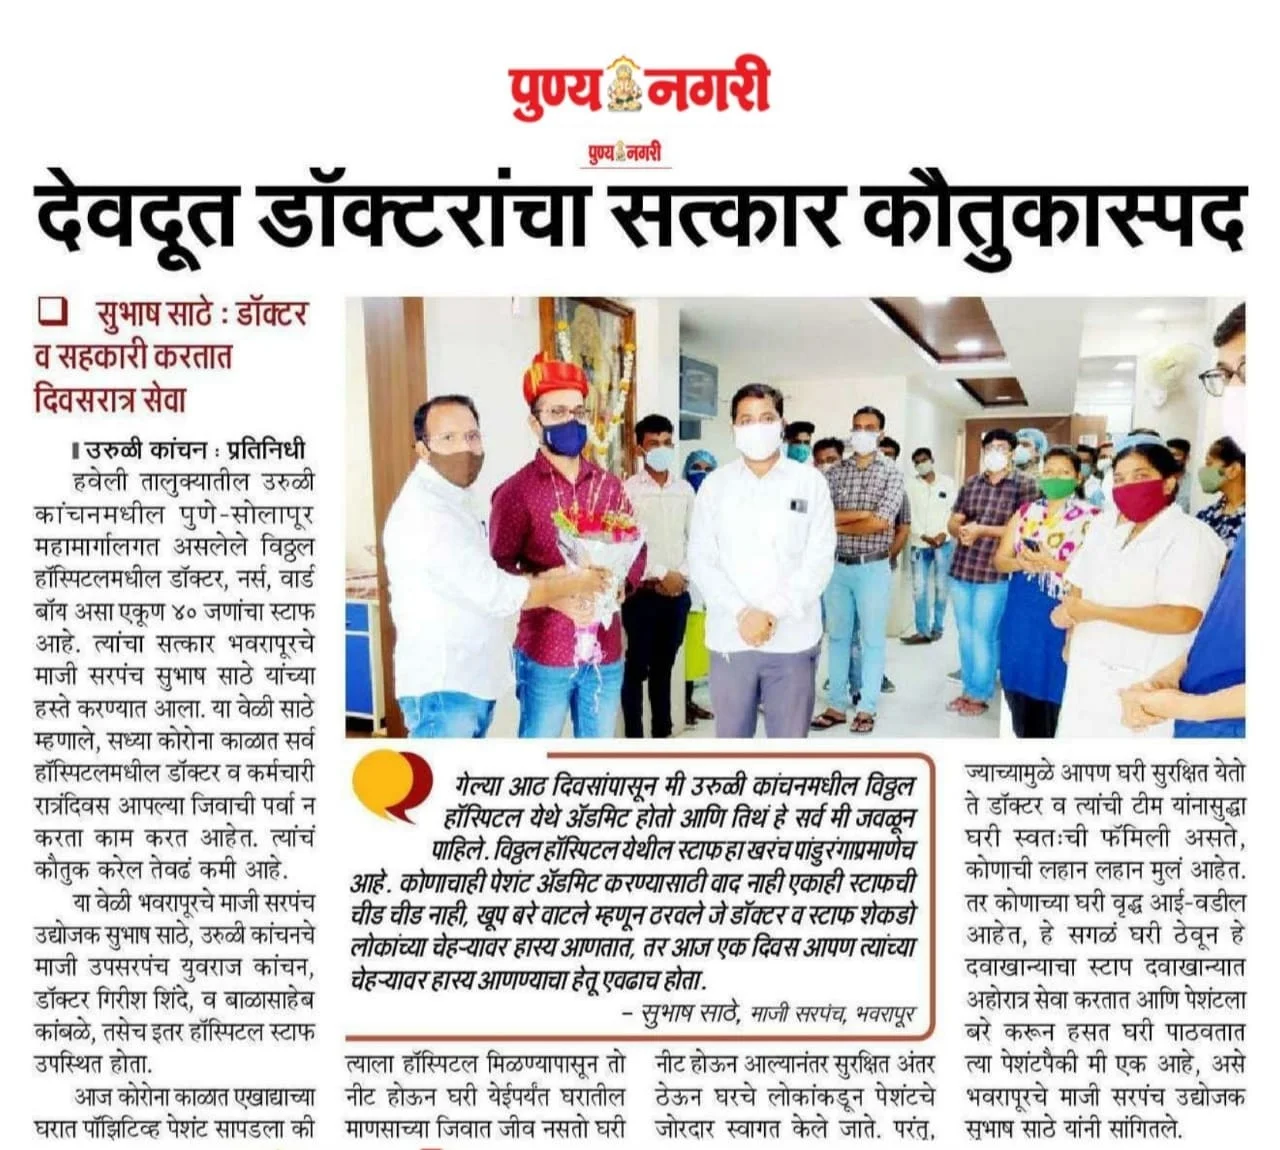 पुण्य नगरी
पुण्य नगरी
देवदूत डॉक्टरांचा सत्कार कौतुकास्पद
❑ सुभाष साठे : डॉक्टर
व सहकारी करतात
दिवसरात्र सेवा
उरुळी कांचन : प्रतिनिधी
हवेली तालुक्यातील उरुळी
कांचनमधील पुणे-सोलापूर
महामार्गालगत असलेले विठ्ठल
हॉस्पिटलमधील डॉक्टर, नर्स, वार्ड
बॉय असा एकूण ४० जणांचा स्टाफ
आहे. त्यांचा सत्कार भवरापूरचे
माजी सरपंच सुभाष साठे यांच्या
हस्ते करण्यात आला. या वेळी साठे
म्हणाले, सध्या कोरोना काळात सर्व
हॉस्पिटलमधील डॉक्टर व कर्मचारी
रात्रंदिवस आपल्या जिवाची पर्वा न
करता काम करत आहेत. त्यांचं
कौतुक करेल तेवढं कमी आहे.
या वेळी भवरापूरचे माजी सरपंच
उद्योजक सुभाष साठे, उरुळी कांचनचे
माजी उपसरपंच युवराज कांचन,
डॉक्टर गिरीश शिंदे, व बाळासाहेब
कांबळे, तसेच इतर हॉस्पिटल स्टाफ
उपस्थित होता.
आज कोरोना काळात एखाद्याच्या
घरात पॉझिटिव्ह पेशंट सापडला की
गेल्या आठ दिवसांपासून मी उरुळी कांचनमधील विठ्ठल
हॉस्पिटल येथे ॲडमिट होतो आणि तिथं हे सर्व मी जवळून
पाहिले. विठ्ठल हॉस्पिटल येथील स्टाफ हा खरंच पांडुरंगाप्रमाणेच
आहे. कोणाचाही पेशंट ॲडमिट करण्यासाठी वाद नाही एकाही स्टाफची
चीड चीड नाही, खूप बरे वाटले म्हणून ठरवले जे डॉक्टर व स्टाफ शेकडो
लोकांच्या चेहऱ्यावर हास्य आणतात, तर आज एक दिवस आपण त्यांच्या
चेहऱ्यावर हास्य आणण्याचा हेतू एवढाच होता.
– सुभाष साठे, माजी सरपंच, भवरापूर
त्याला हॉस्पिटल मिळण्यापासून तो
नीट होऊन घरी येईपर्यंत घरातील
माणसाच्या जिवात जीव नसतो घरी
नीट होऊन आल्यानंतर सुरक्षित अंतर
ठेऊन घरचे लोकांकडून पेशंटचे
जोरदार स्वागत केले जाते. परंतु,
ज्याच्यामुळे आपण घरी सुरक्षित येतो
ते डॉक्टर व त्यांची टीम यांनासुद्धा
घरी स्वतःची फॅमिली असते,
कोणाची लहान लहान मुलं आहेत.
तर कोणाच्या घरी वृद्ध आई-वडील
आहेत, हे सगळं घरी ठेवून हे
दवाखान्याचा स्टाप दवाखान्यात
अहोरात्र सेवा करतात आणि पेशंटला
बरे करून हसत घरी पाठवतात
त्या पेशंटपैकी मी एक आहे, असे
भवरापूरचे माजी सरपंच उद्योजक
सुभाष साठे यांनी सांगितले.